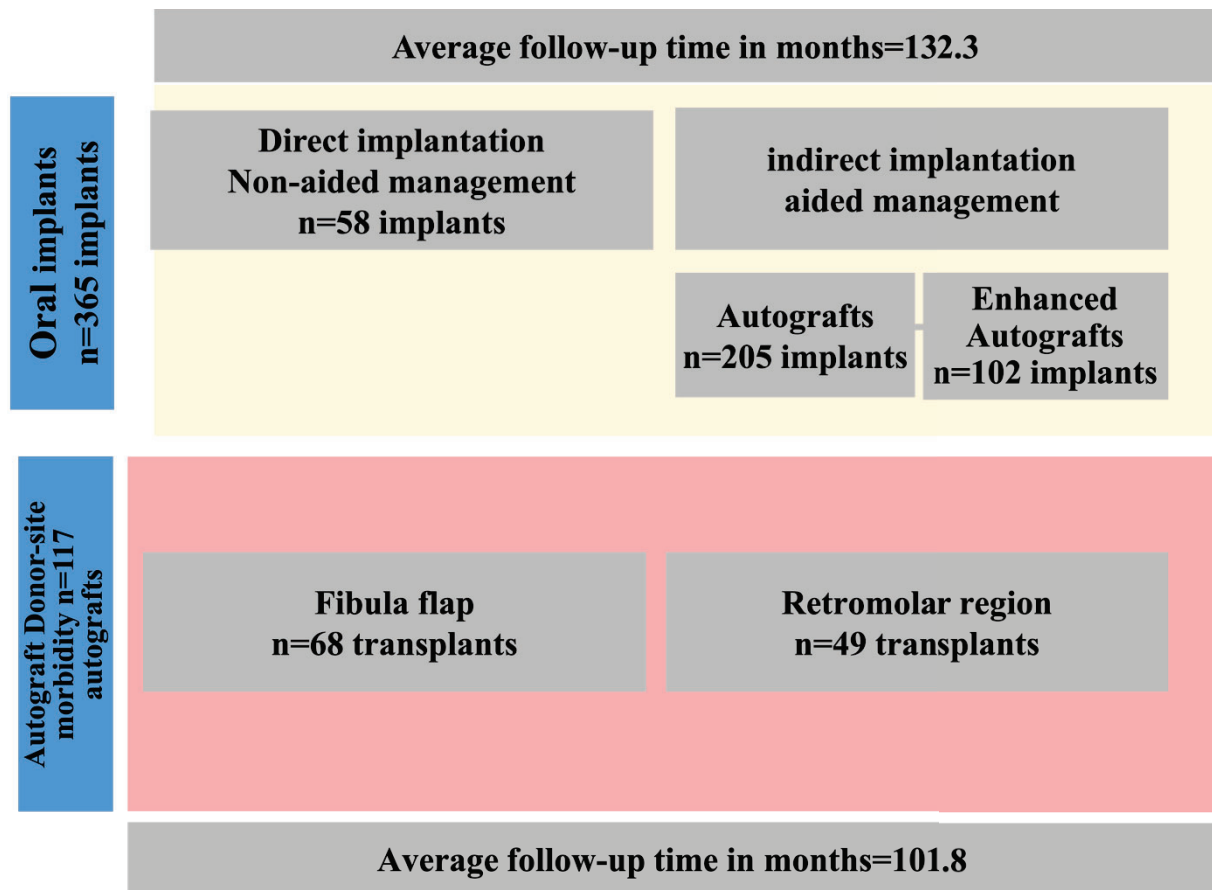 Average follow-up time in months=132.3
Oral implants
n=365 implants
Direct implantation
Non-aided management
n=58 implants
indirect implantation
aided management
Autografts
n=205 implants
Enhanced
Autografts
n=102 implants
Autograft Donor-site
morbidity n=117
autografts
Fibula flap
n=68 transplants
Retromolar region
n=49 transplants
Average follow-up time in months=101.8